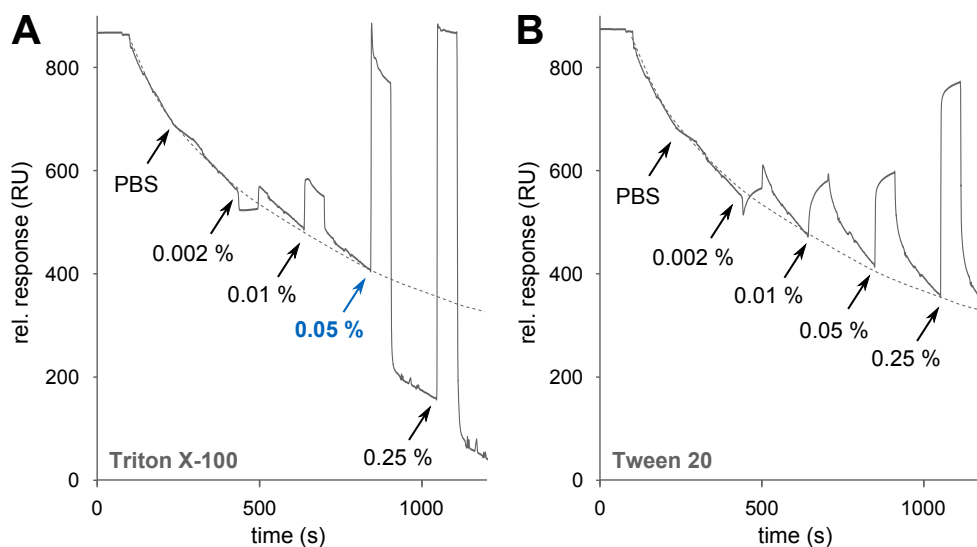 A
rel. response (RU)
800
600
400
200
0
PBS
0.002 %
0.01 %
0.05 %
0.25 %
Triton X-100
0
500
1000
time (s)
B
rel. response (RU)
800
600
400
200
0
PBS
0.002 %
0.01 %
0.05 %
0.25 %
Tween 20
0
500
1000
time (s)